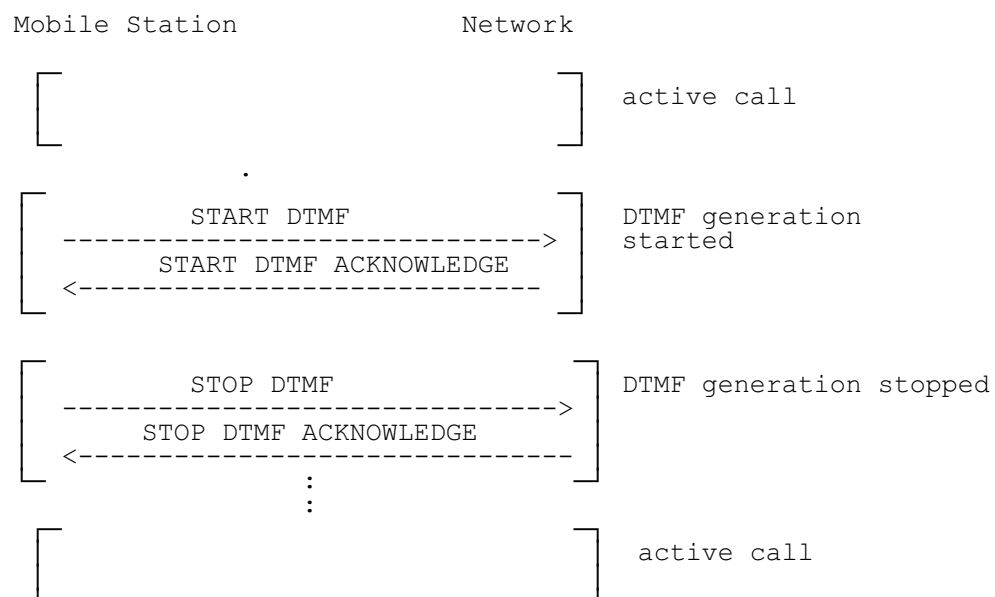 Mobile Station Network
active call
.
START DTMF DTMF generation
-------------------------------> started
START DTMF ACKNOWLEDGE
<-----------------------------
STOP DTMF DTMF generation stopped
-------------------------------->
STOP DTMF ACKNOWLEDGE
<-------------------------------
:
:
active call